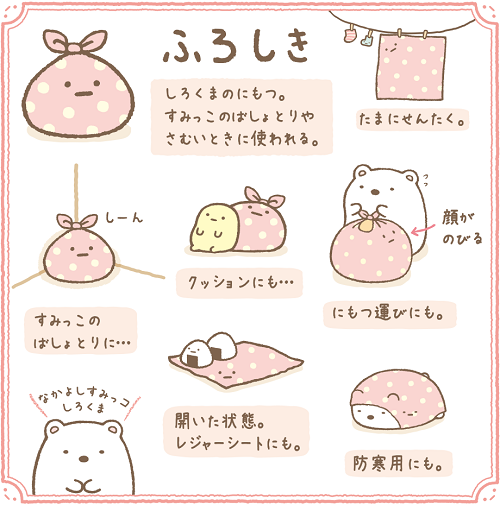 ふろしき
しろくまのにもつ。
すみっこのばしょとりや
さむいときに使われる。
たまにせんたく。
しーん
すみっこの
ばしょとりに…
クッションにも…
顔が
のびる
にもつ運びにも。
開いた状態。
レジャーシートにも。
防寒用にも。
なかよしすみッコ
しろくま